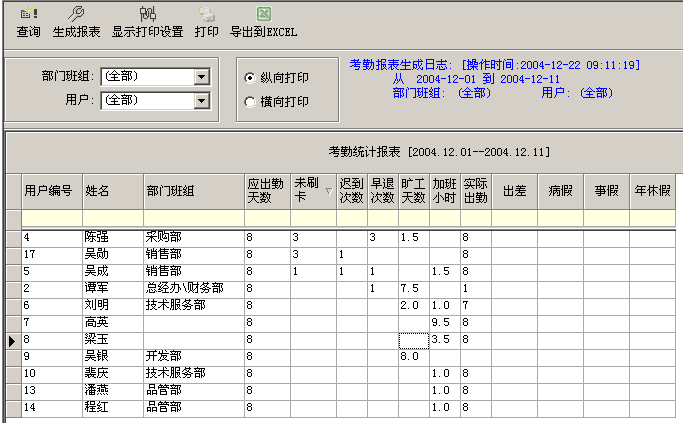 查询 生成报表 显示打印设置 打印 导出到EXCEL
部门班组: (全部)
用户: (全部)
纵向打印
横向打印
考勤报表生成日志: [操作时间:2004-12-22 09:11:19]
从 2004-12-01 到 2004-12-11
部门班组: (全部) 用户: (全部)
考勤统计报表 [2004.12.01--2004.12.11]
用户编号 姓名 部门班组 应出勤天数 未刷卡 迟到次数 早退次数 旷工天数 加班小时 实际出勤 出差 病假 事假 年休假
4 陈强 采购部 8 3 3 1.5 8
17 吴勋 销售部 8 3 1 8
5 吴成 销售部 8 1 1 1 1.5 8
2 谭军 总经办\财务部 8 1 7.5 1
6 刘明 技术服务部 8 2.0 1.0 7
7 高英 8 9.5 8
8 梁玉 8 3.5 8
9 吴银 开发部 8 8.0
10 裴庆 技术服务部 8 1.0 8
13 潘燕 品管部 8 1.0 8
14 程红 品管部 8 1.0 8